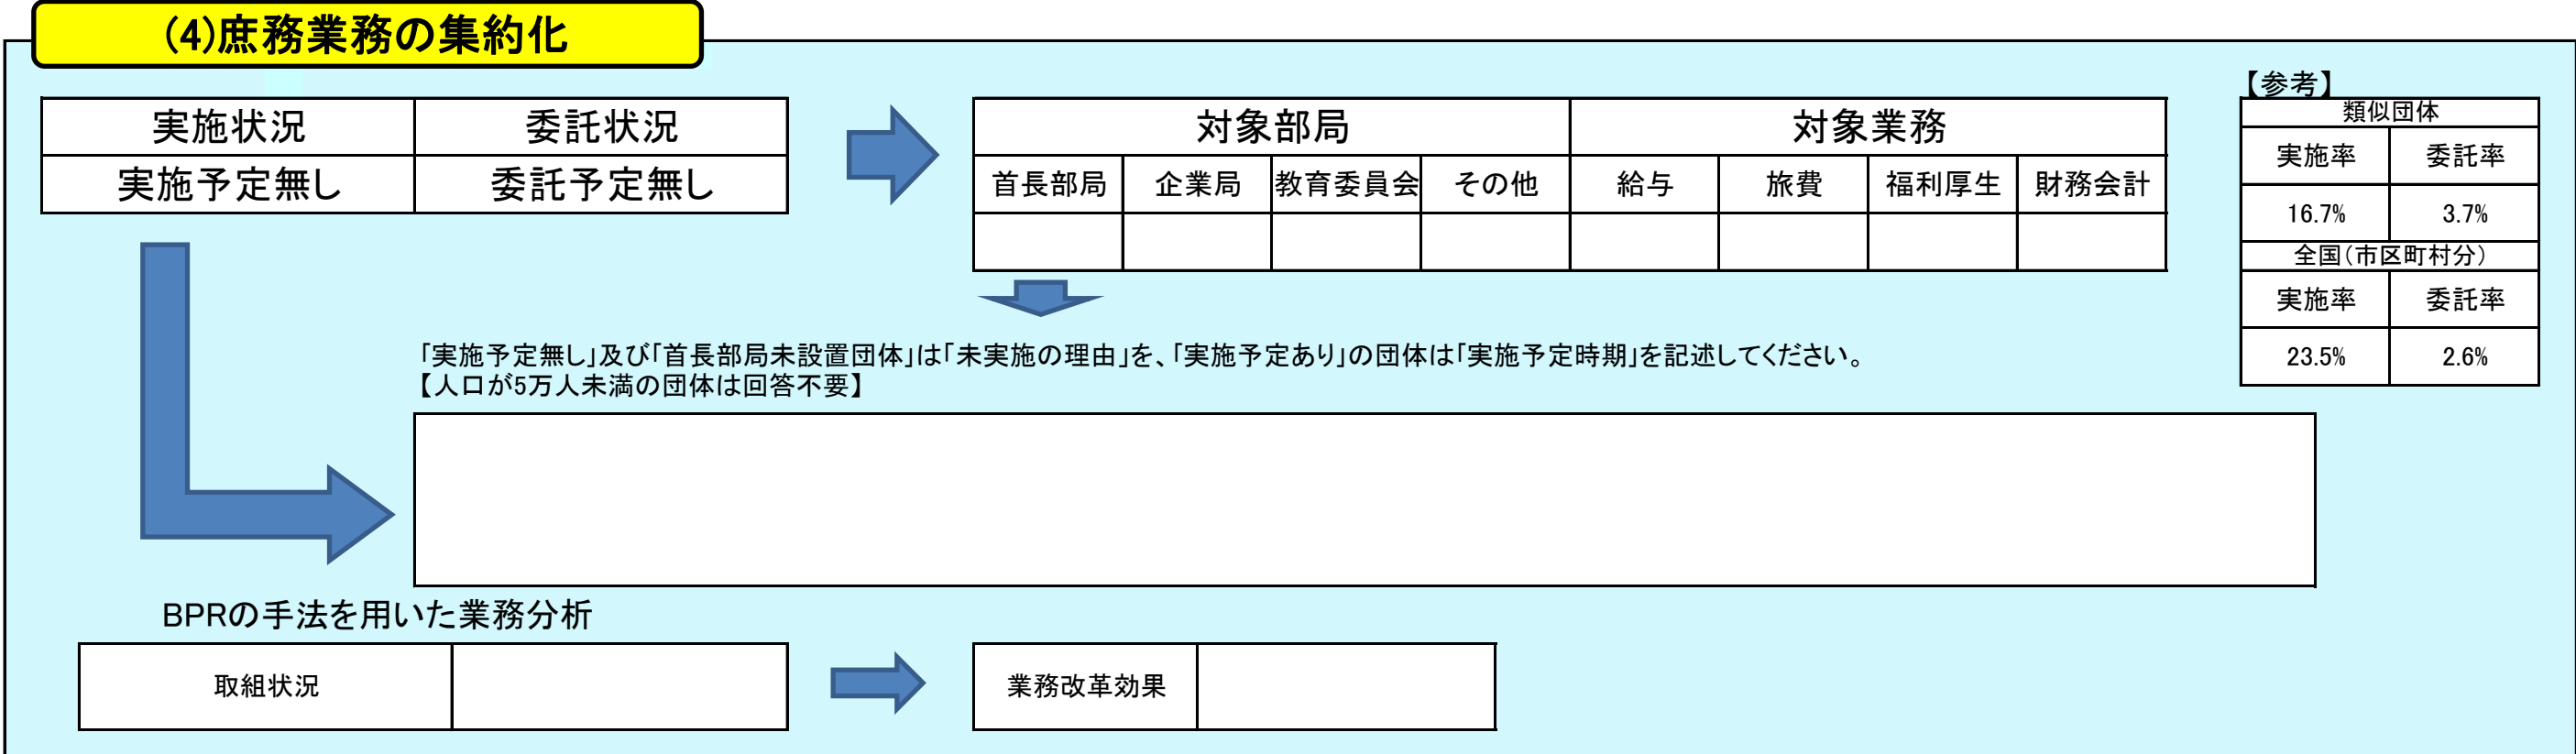 (4)庶務業務の集約化
【参考】
実施状況 委託状況
実施予定無し 委託予定無し
対象部局 対象業務
首長部局 企業局 教育委員会 その他 給与 旅費 福利厚生 財務会計
類似団体
実施率 委託率
16.7% 3.7%
全国(市区町村分)
実施率 委託率
23.5% 2.6%
「実施予定無し」及び「首長部局未設置団体」は「未実施の理由」を、「実施予定あり」の団体は「実施予定時期」を記述してください。
【人口が5万人未満の団体は回答不要】
BPRの手法を用いた業務分析
取組状況
業務改革効果